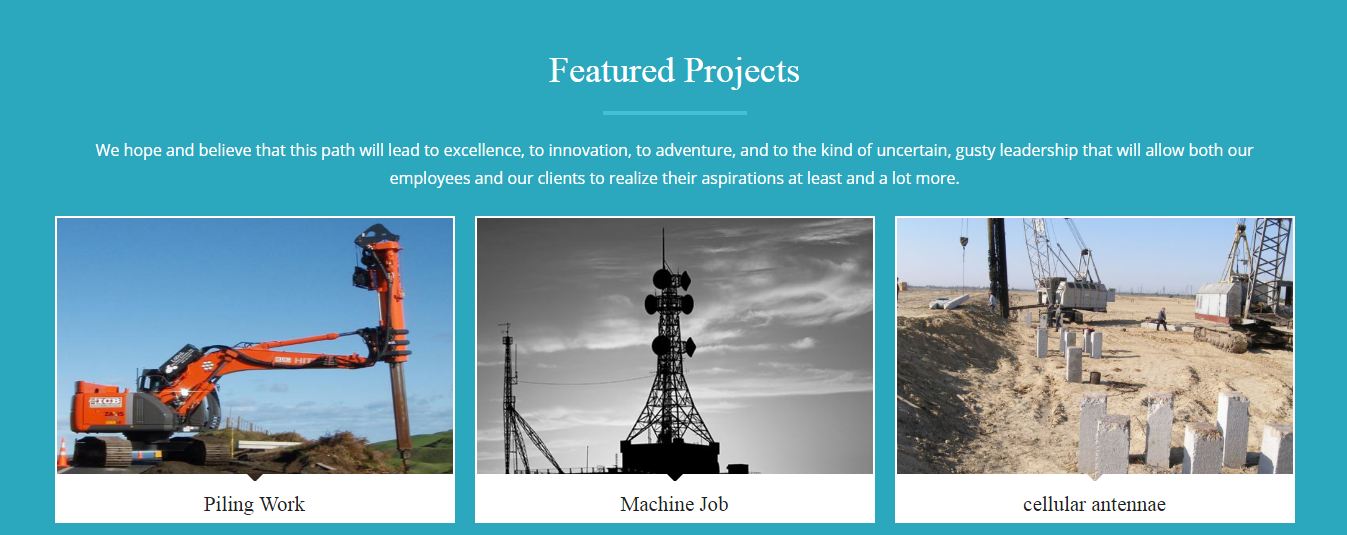 Featured Projects
We hope and believe that this path will lead to excellence, to innovation, to adventure, and to the kind of uncertain, gusty leadership that will allow both our
employees and our clients to realize their aspirations at least and a lot more.
ICB
HIT
Piling Work
Machine Job
cellular antennae